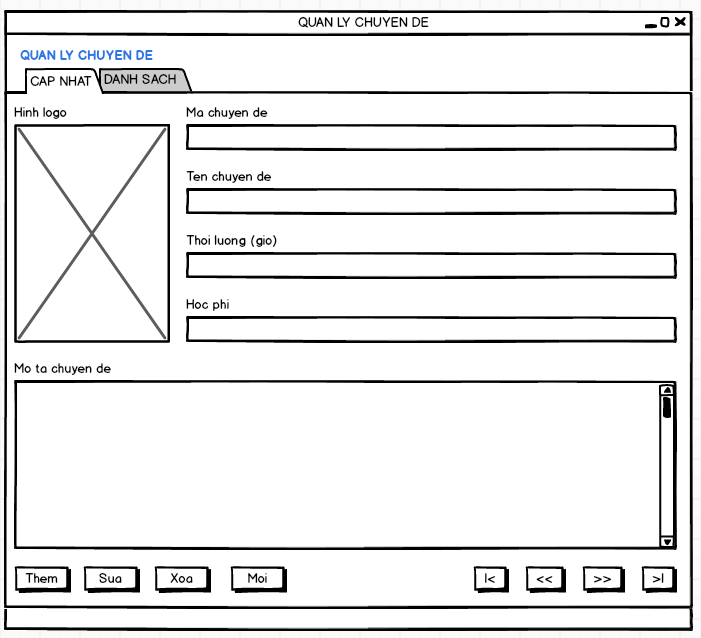 QUAN LY CHUYEN DE
QUAN LY CHUYEN DE
CAP NHAT
DANH SACH
Hinh logo
Ma chuyen de
Ten chuyen de
Thoi luong (gio)
Hoc phi
Mo ta chuyen de
Them
Sua
Xoa
Moi
|<
<<
>>
>|